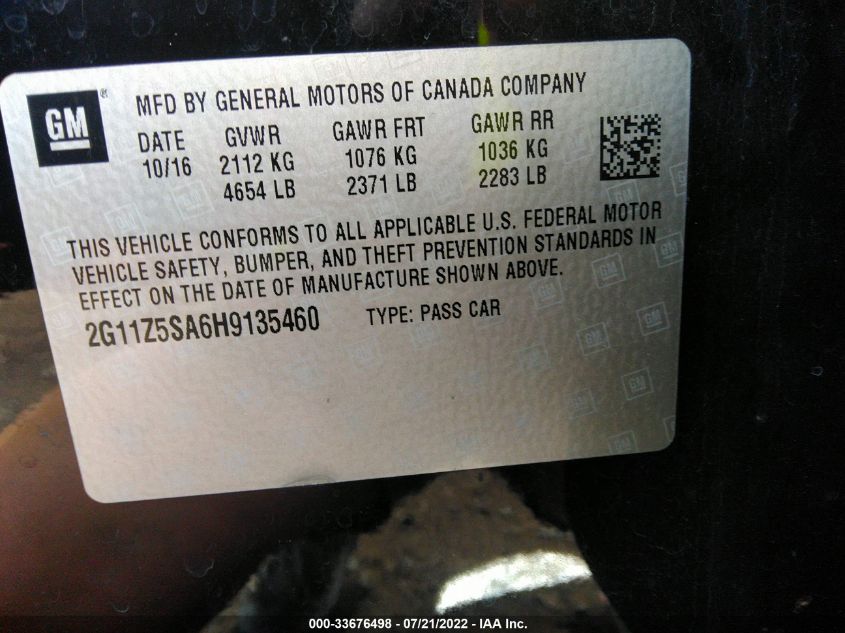 GM ®
MFD BY GENERAL MOTORS OF CANADA COMPANY
DATE GVWR GAWR FRT GAWR RR
10/16 2112 KG 1076 KG 1036 KG
4654 LB 2371 LB 2283 LB
THIS VEHICLE CONFORMS TO ALL APPLICABLE U.S. FEDERAL MOTOR
VEHICLE SAFETY, BUMPER, AND THEFT PREVENTION STANDARDS IN
EFFECT ON THE DATE OF MANUFACTURE SHOWN ABOVE.
2G11Z5SA6H9135460 TYPE: PASS CAR
000-33676498 - 07/21/2022 - IAA Inc.